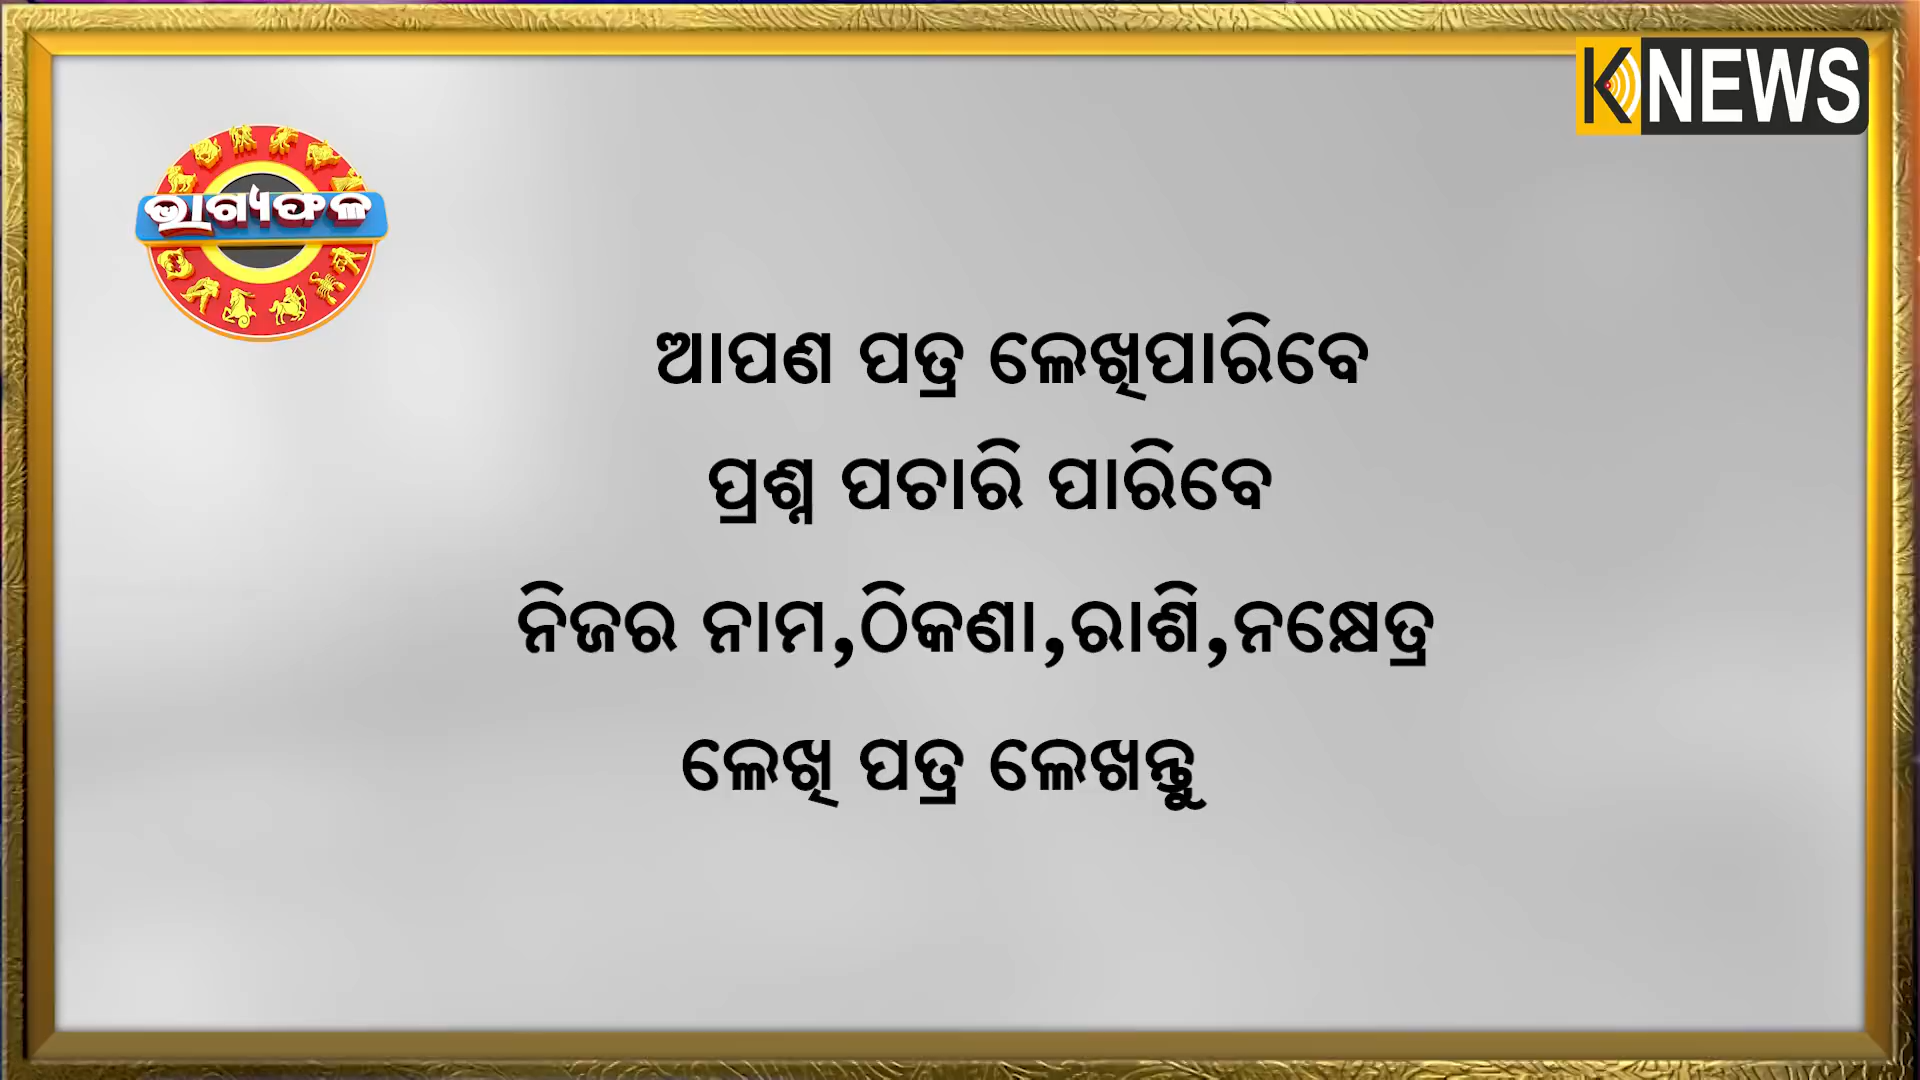 KNEWS
ଭାଗ୍ୟଫଳ
ଆପଣ ପତ୍ର ଲେଖିପାରିବେ
ପ୍ରଶ୍ନ ପଚାରି ପାରିବେ
ନିଜର ନାମ,ଠିକଣା,ରାଶି,ନକ୍ଷେତ୍ର
ଲେଖି ପତ୍ର ଲେଖନ୍ତୁ